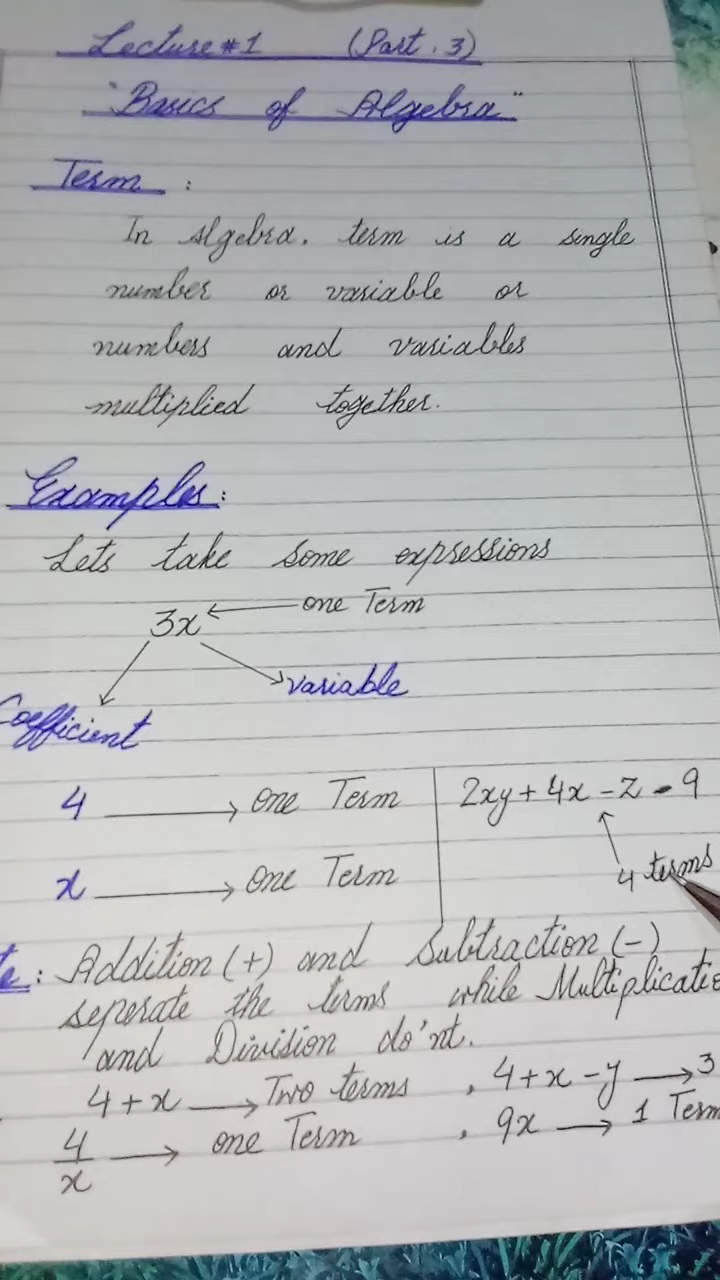 Lecture #1 (Part. 3)
"Basics of Algebra"
Term :
In algebra, term is a single
number or variable or
numbers and variables
multiplied together.
Examples:
Lets take some expressions
3x ← one Term
variable
Coefficient
4 → One Term
x → One Term
2xy + 4x - z - 9
4 terms
te: Addition (+) and Subtraction (-)
seperate the terms while Multiplicatio
and Division do'nt.
4 + x → Two terms , 4 + x - y → 3
4/x → one Term , 9x → 1 Term